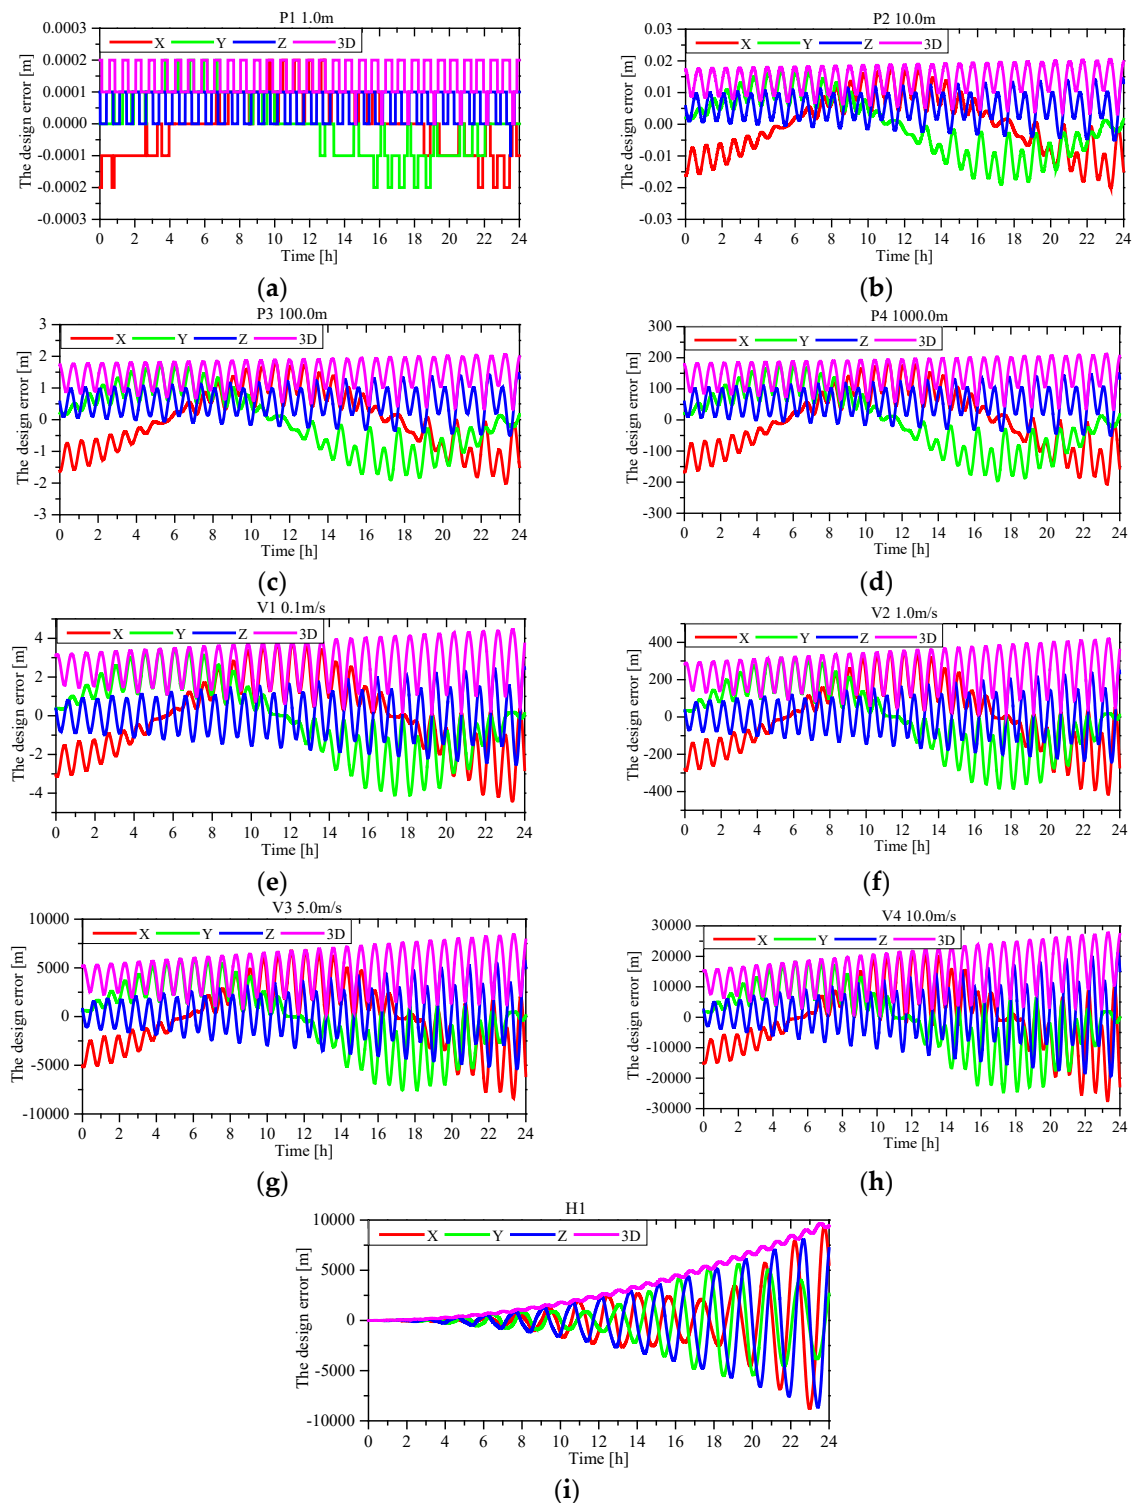 P1 1.0m
The design error [m]
X Y Z 3D
0.0003
0.0002
0.0001
0.0000
-0.0001
-0.0002
-0.0003
0 2 4 6 8 10 12 14 16 18 20 22 24
Time [h]
(a)
P2 10.0m
The design error [m]
X Y Z 3D
0.03
0.02
0.01
0.00
-0.01
-0.02
-0.03
0 2 4 6 8 10 12 14 16 18 20 22 24
Time [h]
(b)
P3 100.0m
The design error [m]
X Y Z 3D
3
2
1
0
-1
-2
-3
0 2 4 6 8 10 12 14 16 18 20 22 24
Time [h]
(c)
P4 1000.0m
The design error [m]
X Y Z 3D
300
200
100
0
-100
-200
-300
0 2 4 6 8 10 12 14 16 18 20 22 24
Time [h]
(d)
V1 0.1m/s
The design error [m]
X Y Z 3D
4
2
0
-2
-4
0 2 4 6 8 10 12 14 16 18 20 22 24
Time [h]
(e)
V2 1.0m/s
The design error [m]
X Y Z 3D
400
200
0
-200
-400
0 2 4 6 8 10 12 14 16 18 20 22 24
Time [h]
(f)
V3 5.0m/s
The design error [m]
X Y Z 3D
10000
5000
0
-5000
-10000
0 2 4 6 8 10 12 14 16 18 20 22 24
Time [h]
(g)
V4 10.0m/s
The design error [m]
X Y Z 3D
30000
20000
10000
0
-10000
-20000
-30000
0 2 4 6 8 10 12 14 16 18 20 22 24
Time [h]
(h)
H1
The design error [m]
X Y Z 3D
10000
5000
0
-5000
-10000
0 2 4 6 8 10 12 14 16 18 20 22 24
Time [h]
(i)